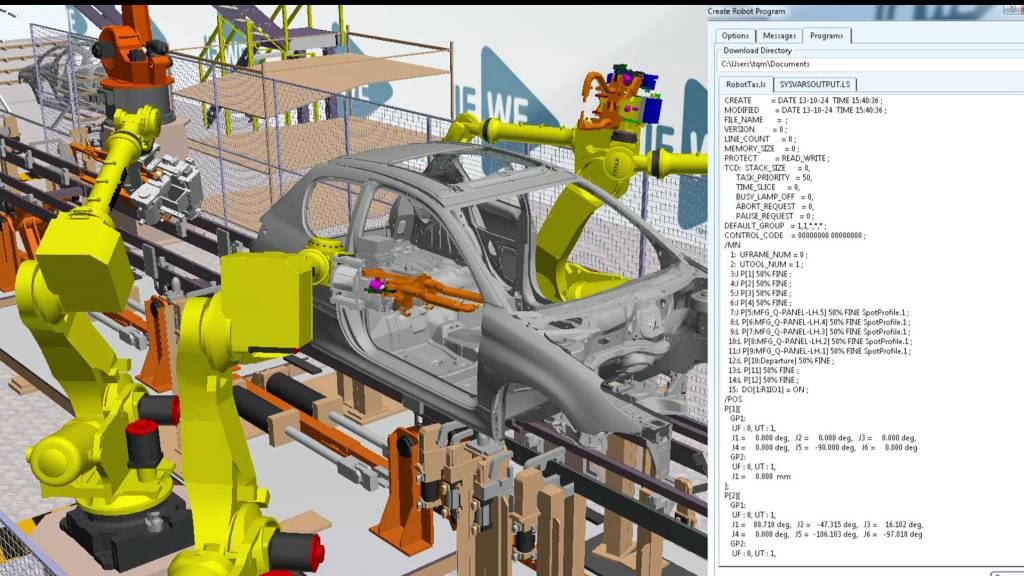 Create Robot Program
Options Messages Programs
Download Directory
C:\Users\tqm\Documents
RobotTas.ls SYSVARSOUTPUT.LS
CREATE = DATE 13-10-24 TIME 15:40:36 ;
MODIFIED = DATE 13-10-24 TIME 15:40:36 ;
FILE_NAME = ;
VERSION = 0 ;
LINE_COUNT = 0 ;
MEMORY_SIZE = 0 ;
PROTECT = READ_WRITE ;
TCD: STACK_SIZE = 0,
TASK_PRIORITY = 50,
TIME_SLICE = 0,
BUSY_LAMP_OFF = 0,
ABORT_REQUEST = 0,
PAUSE_REQUEST = 0 ;
DEFAULT_GROUP = 1,1,*,*,* ;
CONTROL_CODE = 00000000 00000000 ;
/MN
1: UFRAME_NUM = 0 ;
2: UTOOL_NUM = 1 ;
3:J P[1] 50% FINE ;
4:J P[2] 50% FINE ;
5:J P[3] 50% FINE ;
6:J P[4] 50% FINE ;
7:J P[5:MFG_Q-PANEL-LH.5] 50% FINE SpotProfile.1 ;
8:L P[6:MFG_Q-PANEL-LH.4] 50% FINE SpotProfile.1 ;
9:L P[7:MFG_Q-PANEL-LH.3] 50% FINE SpotProfile.1 ;
10:L P[8:MFG_Q-PANEL-LH.2] 50% FINE SpotProfile.1 ;
11:J P[9:MFG_Q-PANEL-LH.1] 50% FINE SpotProfile.1 ;
12:L P[10:Departure] 50% FINE ;
13:L P[11] 50% FINE ;
14:L P[12] 50% FINE ;
15: DO[1:R1IO1] = ON ;
/POS
P[1]{
GP1:
UF : 0, UT : 1,
J1 = 0.000 deg, J2 = 0.000 deg, J3 = 0.000 deg,
J4 = 0.000 deg, J5 = -90.000 deg, J6 = 0.000 deg
GP2:
UF : 0, UT : 1,
J1 = 0.000 mm
};
P[2]{
GP1:
UF : 0, UT : 1,
J1 = 88.718 deg, J2 = -47.315 deg, J3 = 16.102 deg,
J4 = 0.000 deg, J5 = -106.103 deg, J6 = -97.018 deg
GP2:
UF : 0, UT : 1,